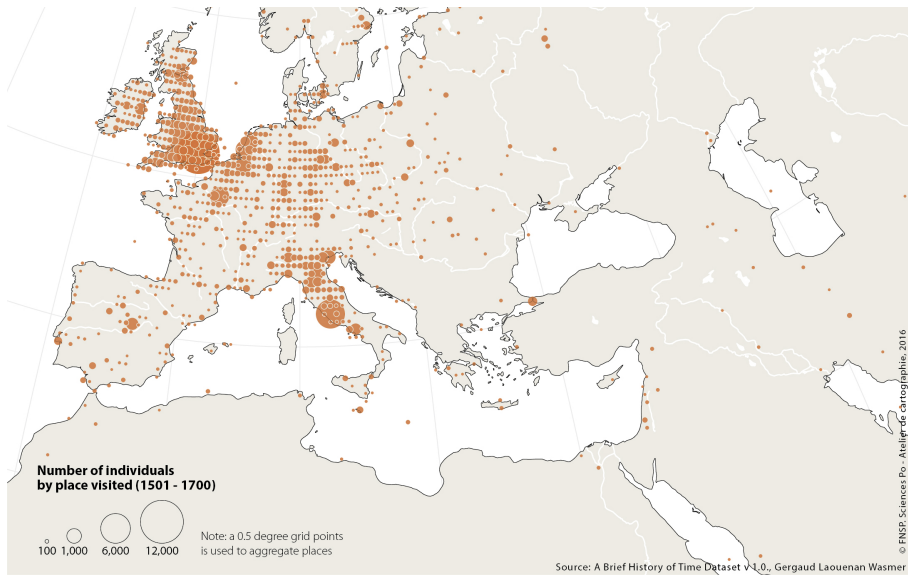 Number of individuals
by place visited (1501 - 1700)
100 1,000 6,000 12,000
Note: a 0.5 degree grid points
is used to aggregate places
© FNSP. Sciences Po - Atelier de cartographie, 2016
Source: A Brief History of Time Dataset v 1.0., Gergaud Laouenan Wasmer